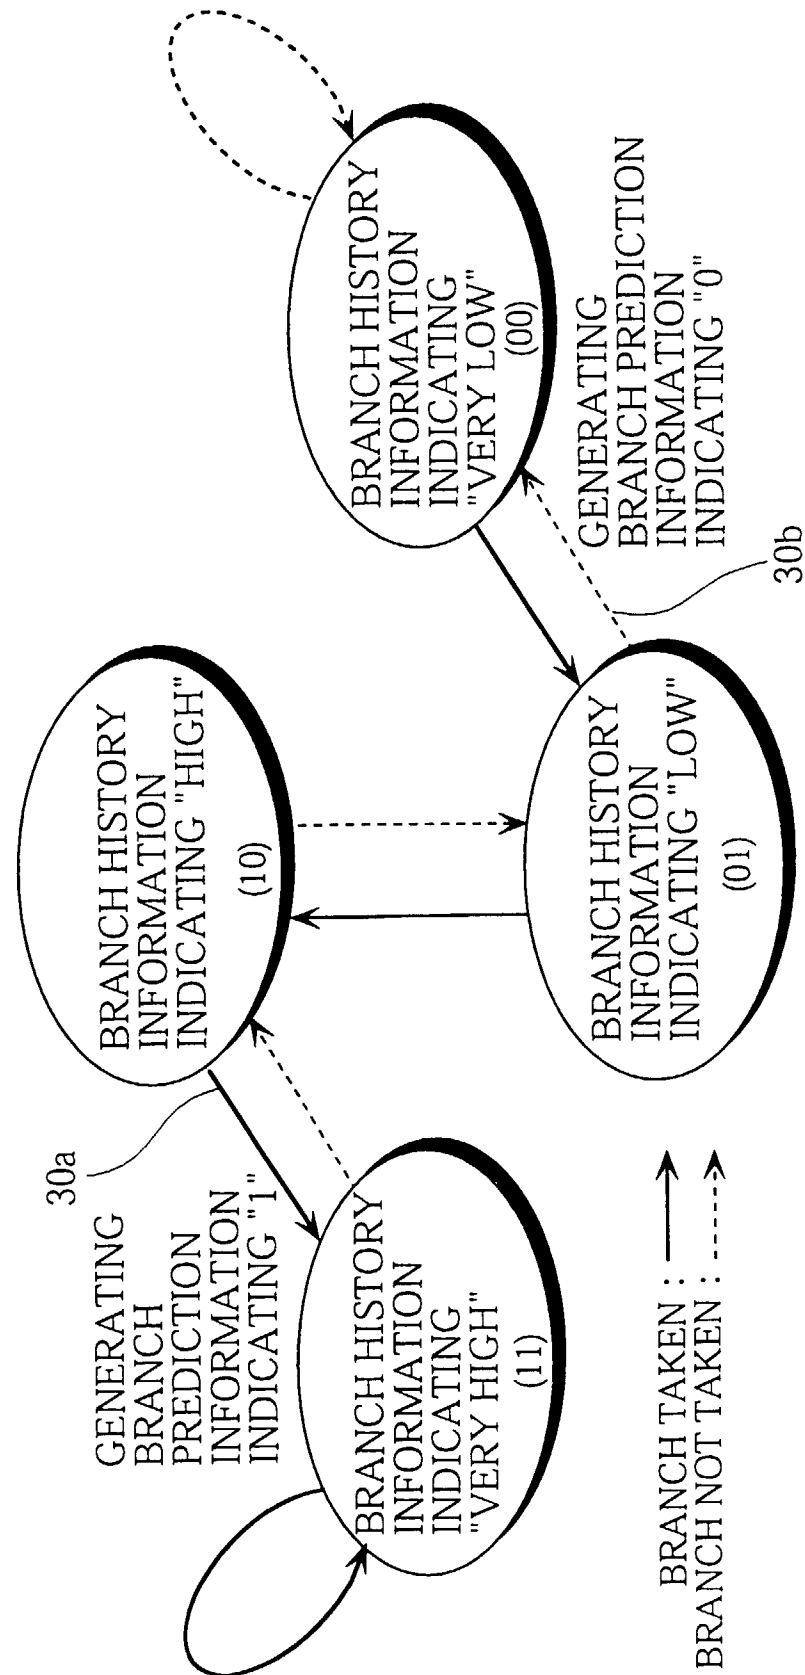 30a
GENERATING
BRANCH
PREDICTION
INFORMATION
INDICATING "1"
BRANCH HISTORY
INFORMATION
INDICATING
"VERY HIGH"
(11)
BRANCH HISTORY
INFORMATION
INDICATING "HIGH"
(10)
BRANCH HISTORY
INFORMATION
INDICATING "LOW"
(01)
BRANCH HISTORY
INFORMATION
INDICATING
"VERY LOW"
(00)
GENERATING
BRANCH PREDICTION
INFORMATION
INDICATING "0"
30b
BRANCH TAKEN :
BRANCH NOT TAKEN :